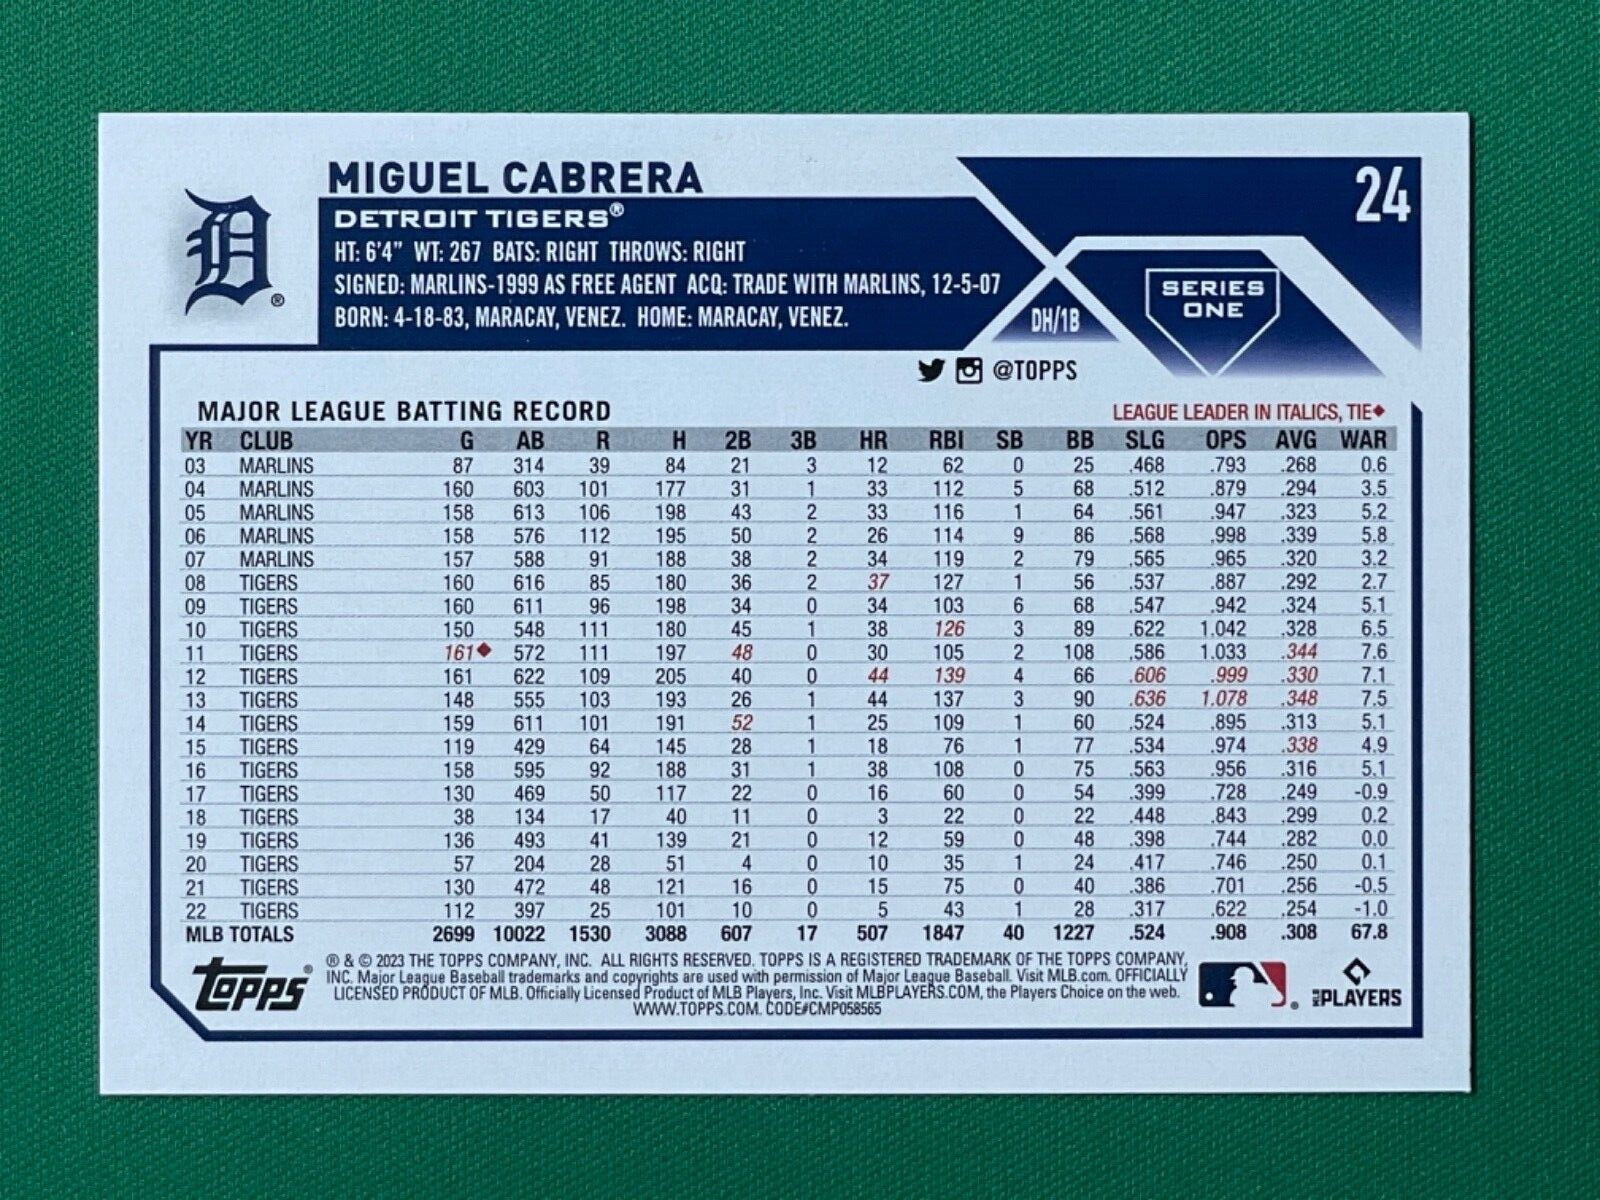 MIGUEL CABRERA
24
DETROIT TIGERS®
HT: 6'4" WT: 267 BATS: RIGHT THROWS: RIGHT
SIGNED: MARLINS-1999 AS FREE AGENT ACQ: TRADE WITH MARLINS, 12-5-07
BORN: 4-18-83, MARACAY, VENEZ. HOME: MARACAY, VENEZ.
DH/1B
SERIES
ONE
@TOPPS
MAJOR LEAGUE BATTING RECORD LEAGUE LEADER IN ITALICS, TIE◆
YR CLUB G AB R H 2B 3B HR RBI SB BB SLG OPS AVG WAR
03 MARLINS 87 314 39 84 21 3 12 62 0 25 .468 .793 .268 0.6
04 MARLINS 160 603 101 177 31 1 33 112 5 68 .512 .879 .294 3.5
05 MARLINS 158 613 106 198 43 2 33 116 1 64 .561 .947 .323 5.2
06 MARLINS 158 576 112 195 50 2 26 114 9 86 .568 .998 .339 5.8
07 MARLINS 157 588 91 188 38 2 34 119 2 79 .565 .965 .320 3.2
08 TIGERS 160 616 85 180 36 2 37 127 1 56 .537 .887 .292 2.7
09 TIGERS 160 611 96 198 34 0 34 103 6 68 .547 .942 .324 5.1
10 TIGERS 150 548 111 180 45 1 38 126 3 89 .622 1.042 .328 6.5
11 TIGERS 161◆ 572 111 197 48 0 30 105 2 108 .586 1.033 .344 7.6
12 TIGERS 161 622 109 205 40 0 44 139 4 66 .606 .999 .330 7.1
13 TIGERS 148 555 103 193 26 1 44 137 3 90 .636 1.078 .348 7.5
14 TIGERS 159 611 101 191 52 1 25 109 1 60 .524 .895 .313 5.1
15 TIGERS 119 429 64 145 28 1 18 76 1 77 .534 .974 .338 4.9
16 TIGERS 158 595 92 188 31 1 38 108 0 75 .563 .956 .316 5.1
17 TIGERS 130 469 50 117 22 0 16 60 0 54 .399 .728 .249 -0.9
18 TIGERS 38 134 17 40 11 0 3 22 0 22 .448 .843 .299 0.2
19 TIGERS 136 493 41 139 21 0 12 59 0 48 .398 .744 .282 0.0
20 TIGERS 57 204 28 51 4 0 10 35 1 24 .417 .746 .250 0.1
21 TIGERS 130 472 48 121 16 0 15 75 0 40 .386 .701 .256 -0.5
22 TIGERS 112 397 25 101 10 0 5 43 1 28 .317 .622 .254 -1.0
MLB TOTALS 2699 10022 1530 3088 607 17 507 1847 40 1227 .524 .908 .308 67.8
Topps®
® & © 2023 THE TOPPS COMPANY, INC. ALL RIGHTS RESERVED. TOPPS IS A REGISTERED TRADEMARK OF THE TOPPS COMPANY,
INC. Major League Baseball trademarks and copyrights are used with permission of Major League Baseball. Visit MLB.com. OFFICIALLY
LICENSED PRODUCT OF MLB. Officially Licensed Product of MLB Players, Inc. Visit MLBPLAYERS.COM, the Players Choice on the web.
WWW.TOPPS.COM. CODE#CMP058565
MLB PLAYERS